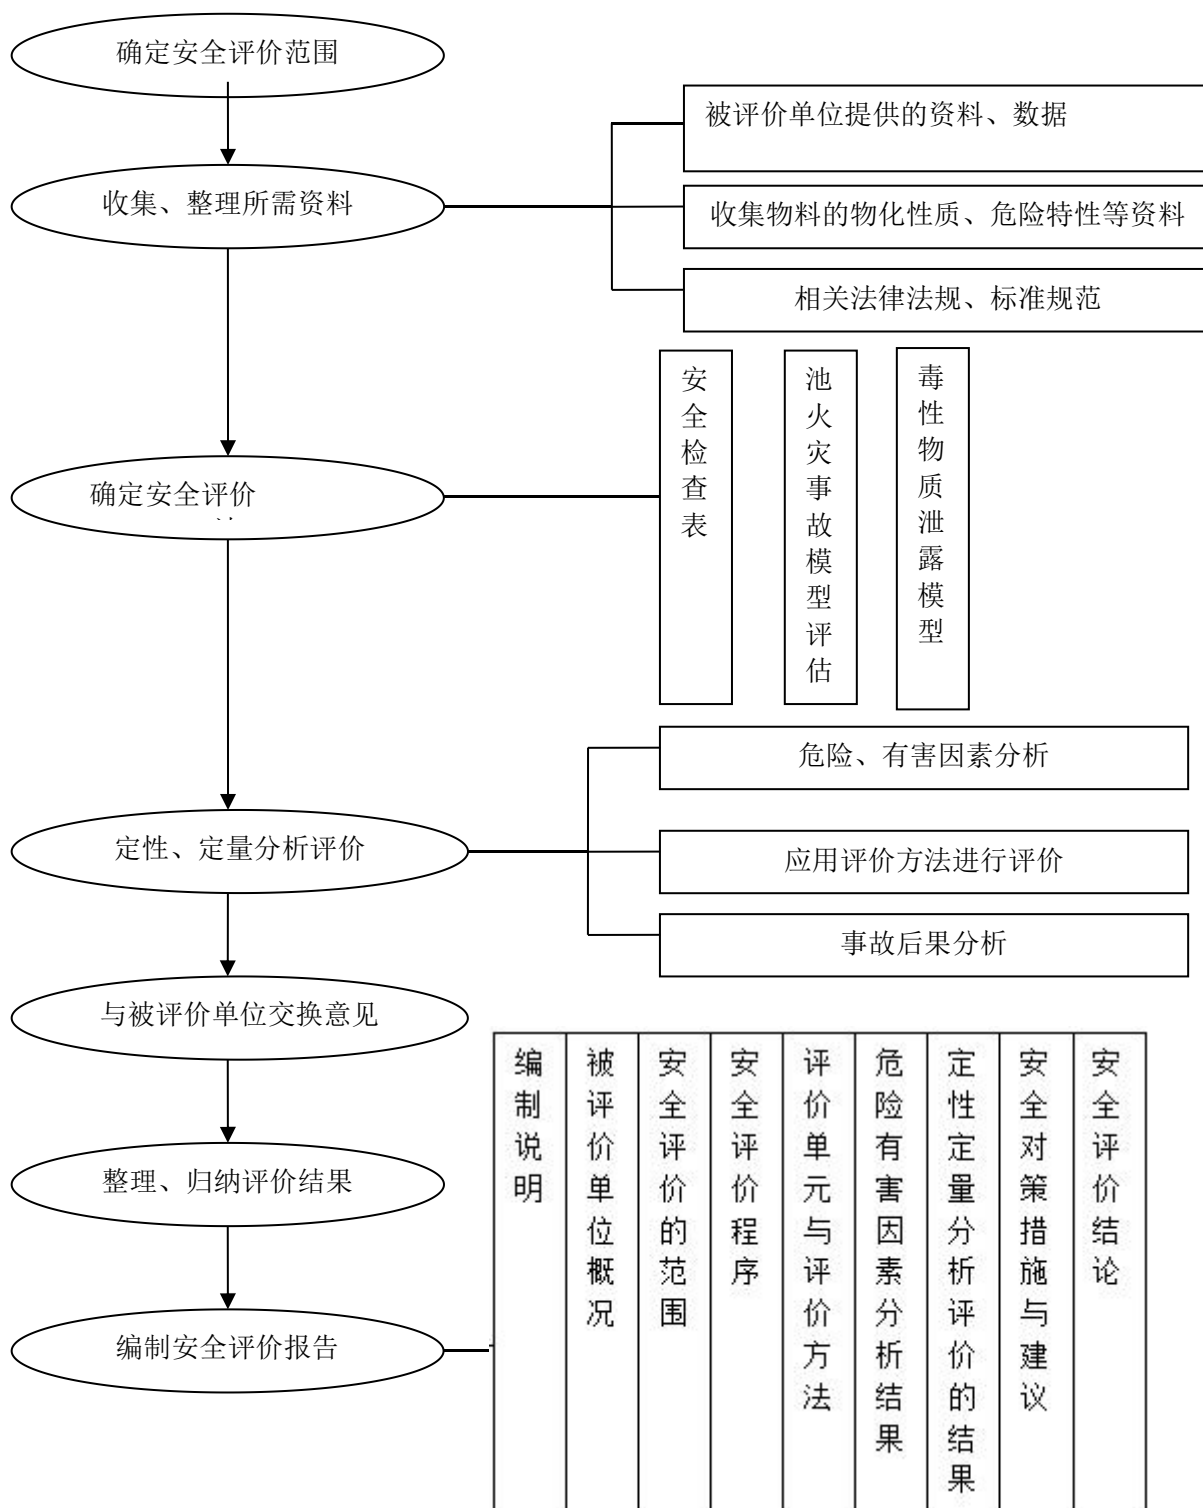 确定安全评价范围
被评价单位提供的资料、数据
收集、整理所需资料
收集物料的物化性质、危险特性等资料
相关法律法规、标准规范
安全检查表
池火灾事故模型评估
毒性物质泄露模型
确定安全评价
危险、有害因素分析
定性、定量分析评价
应用评价方法进行评价
事故后果分析
与被评价单位交换意见
整理、归纳评价结果
编制安全评价报告
编制说明
被评价单位概况
安全评价的范围
安全评价程序
评价单元与评价方法
危险有害因素分析结果
定性定量分析评价的结果
安全对策措施与建议
安全评价结论